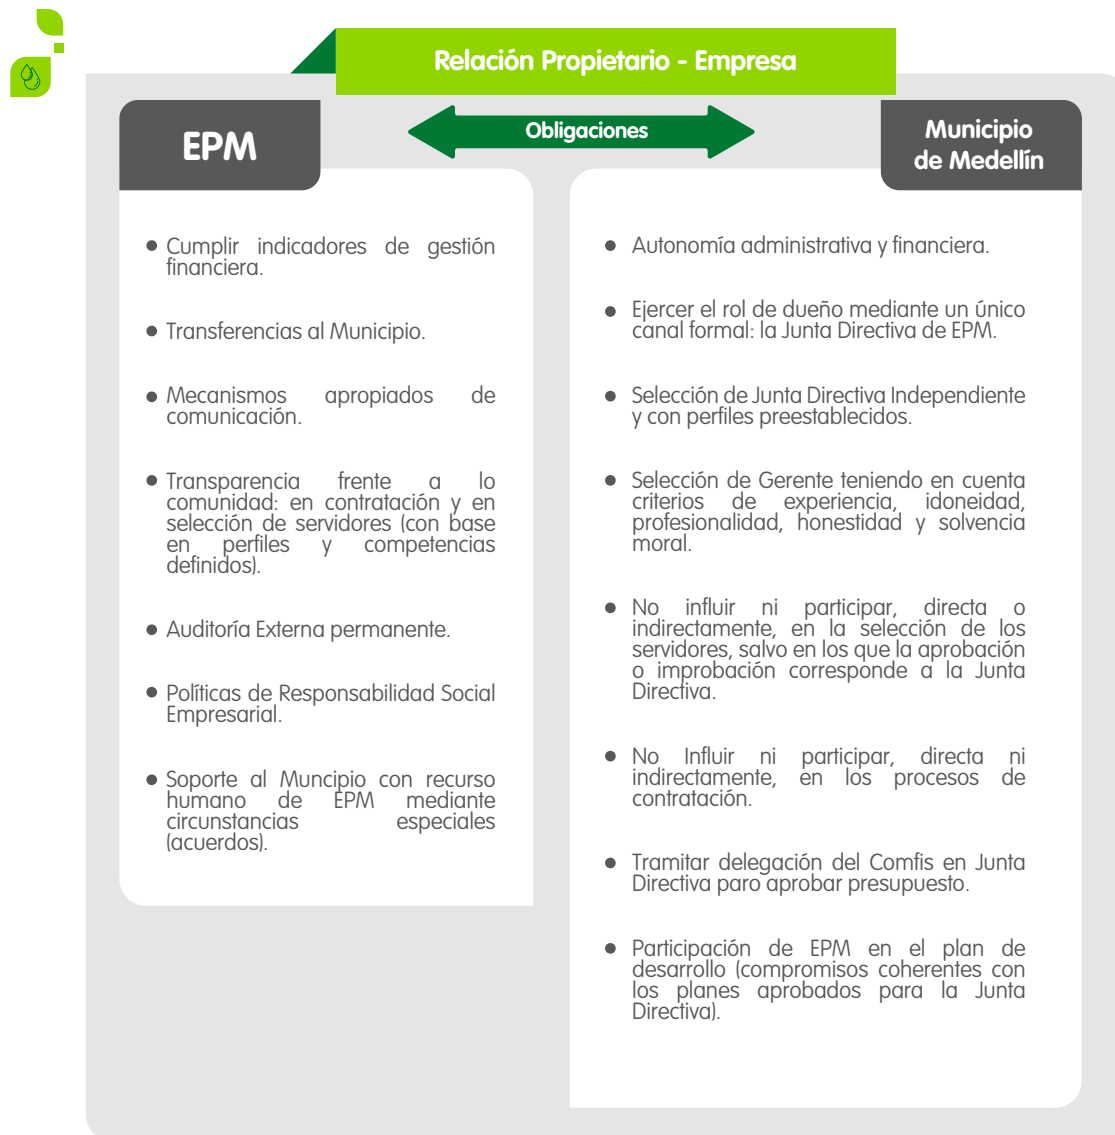 Relación Propietario - Empresa
Obligaciones
EPM
Cumplir indicadores de gestión
financiera.
Transferencias al Municipio.
Mecanismos apropiados de
comunicación.
Transparencia frente a lo
comunidad: en contratación y en
selección de servidores (con base
en perfiles y competencias
definidos).
Auditoría Externa permanente.
Políticas de Responsabilidad Social
Empresarial.
Soporte al Muncipio con recurso
humano de EPM mediante
circunstancias especiales
(acuerdos).
Municipio
de Medellín
Autonomía administrativa y financiera.
Ejercer el rol de dueño mediante un único
canal formal: la Junta Directiva de EPM.
Selección de Junta Directiva Independiente
y con perfiles preestablecidos.
Selección de Gerente teniendo en cuenta
criterios de experiencia, idoneidad,
profesionalidad, honestidad y solvencia
moral.
No influir ni participar, directa o
indirectamente, en la selección de los
servidores, salvo en los que la aprobación
o improbación corresponde a la Junta
Directiva.
No Influir ni participar, directa ni
indirectamente, en los procesos de
contratación.
Tramitar delegación del Comfis en Junta
Directiva paro aprobar presupuesto.
Participación de EPM en el plan de
desarrollo (compromisos coherentes con
los planes aprobados para la Junta
Directiva).